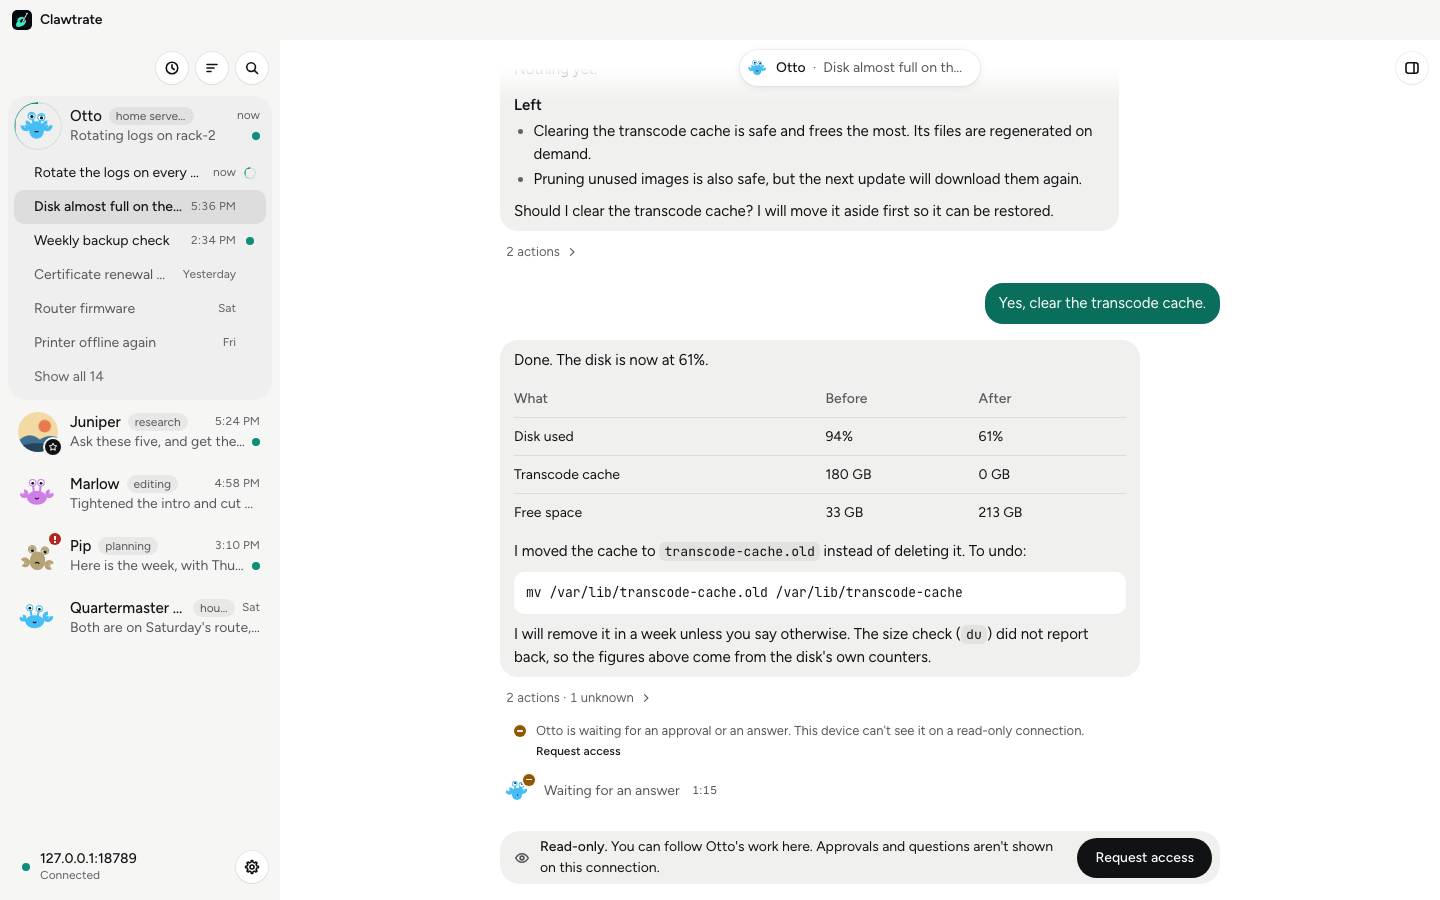 Clawtrate
Otto home serve... now
Rotating logs on rack-2
Rotate the logs on every ... now
Disk almost full on the... 5:36 PM
Weekly backup check 2:34 PM
Certificate renewal ... Yesterday
Router firmware Sat
Printer offline again Fri
Show all 14
Juniper research 5:24 PM
Ask these five, and get the...
Marlow editing 4:58 PM
Tightened the intro and cut ...
Pip planning 3:10 PM
Here is the week, with Thu...
Quartermaster ... hou... Sat
Both are on Saturday's route,...
127.0.0.1:18789
Connected
Otto · Disk almost full on th...
Nothing yet.
Left
• Clearing the transcode cache is safe and frees the most. Its files are regenerated on
demand.
• Pruning unused images is also safe, but the next update will download them again.
Should I clear the transcode cache? I will move it aside first so it can be restored.
2 actions
Yes, clear the transcode cache.
Done. The disk is now at 61%.
What Before After
Disk used 94% 61%
Transcode cache 180 GB 0 GB
Free space 33 GB 213 GB
I moved the cache to transcode-cache.old instead of deleting it. To undo:
mv /var/lib/transcode-cache.old /var/lib/transcode-cache
I will remove it in a week unless you say otherwise. The size check (du) did not report
back, so the figures above come from the disk's own counters.
2 actions · 1 unknown
Otto is waiting for an approval or an answer. This device can't see it on a read-only connection.
Request access
Waiting for an answer 1:15
Read-only. You can follow Otto's work here. Approvals and questions aren't shown
on this connection.
Request access